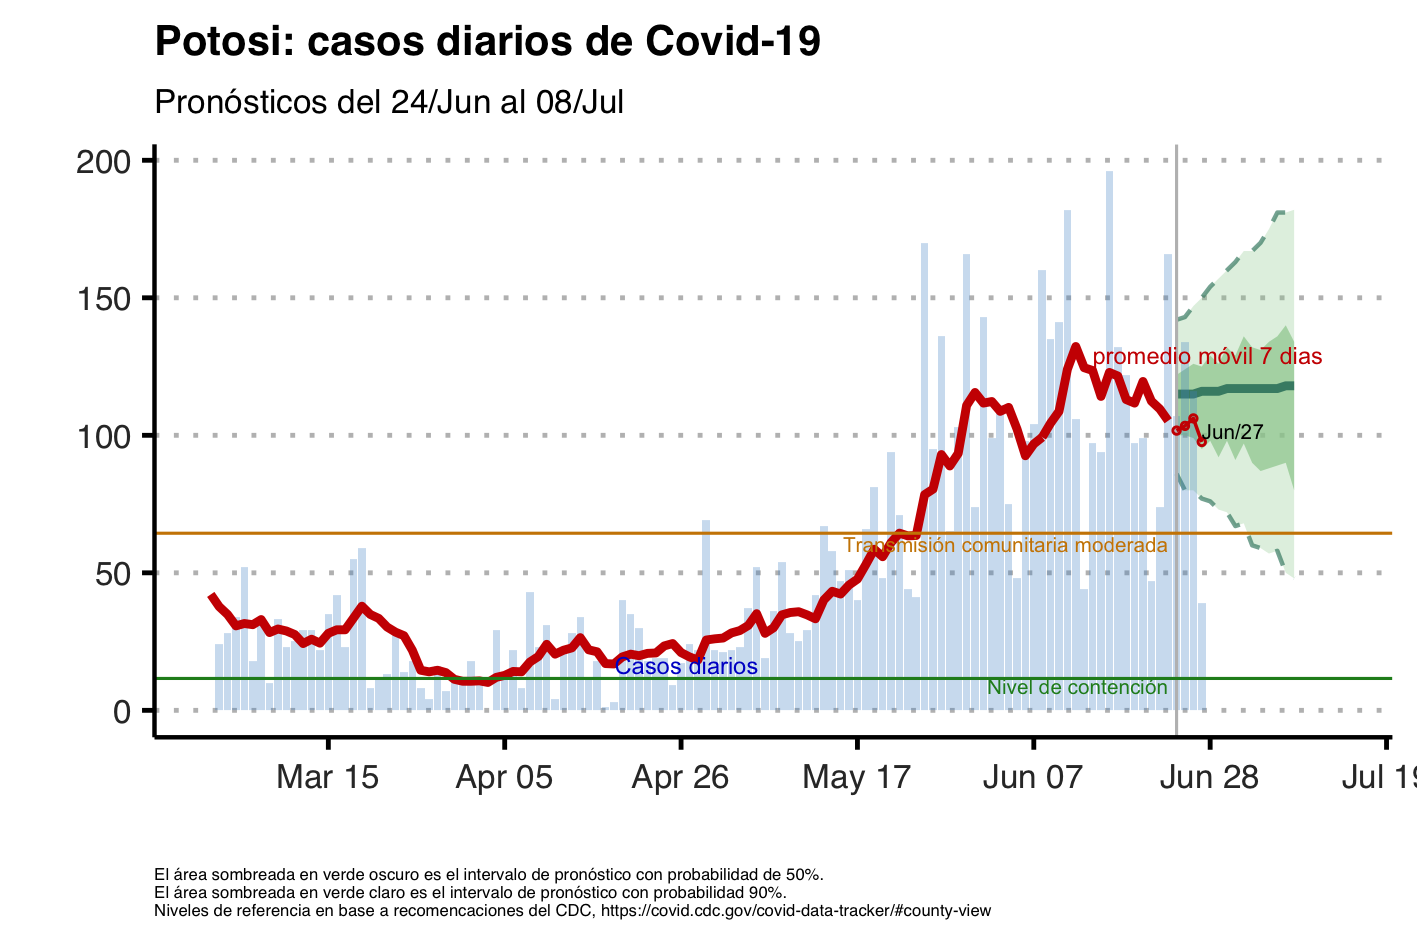 Potosi: casos diarios de Covid-19
Pronósticos del 24/Jun al 08/Jul
200
150
100
50
0
promedio móvil 7 dias
Jun/27
Transmisión comunitaria moderada
Casos diarios
Nivel de contención
Mar 15
Apr 05
Apr 26
May 17
Jun 07
Jun 28
Jul 19
El área sombreada en verde oscuro es el intervalo de pronóstico con probabilidad de 50%.
El área sombreada en verde claro es el intervalo de pronóstico con probabilidad 90%.
Niveles de referencia en base a recomencaciones del CDC, https://covid.cdc.gov/covid-data-tracker/#county-view